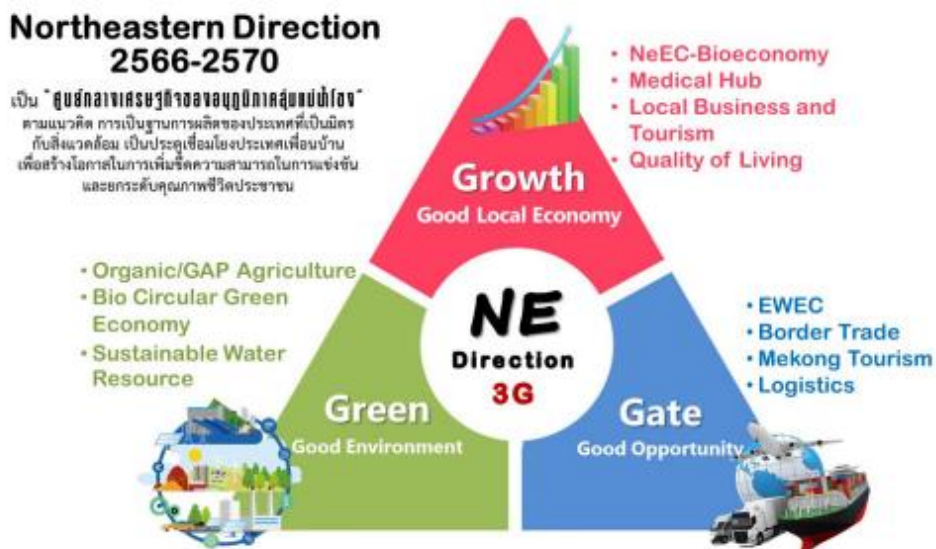 Northeastern Direction
2566-2570
เป็น "ศูนย์กลางเศรษฐกิจของอนุภูมิภาคลุ่มแม่น้ำโขง"
ตามแนวคิด การเป็นฐานการผลิตของประเทศที่เป็นมิตร
กับสิ่งแวดล้อม เป็นประตูเชื่อมโยงประเทศเพื่อนบ้าน
เพื่อสร้างโอกาสในการเพิ่มขีดความสามารถในการแข่งขัน
และยกระดับคุณภาพชีวิตประชาชน
• NeEC-Bioeconomy
• Medical Hub
• Local Business and
Tourism
• Quality of Living
Growth
Good Local Economy
• Organic/GAP Agriculture
• Bio Circular Green
Economy
• Sustainable Water
Resource
NE
Direction
3G
• EWEC
• Border Trade
• Mekong Tourism
• Logistics
Green
Good Environment
Gate
Good Opportunity